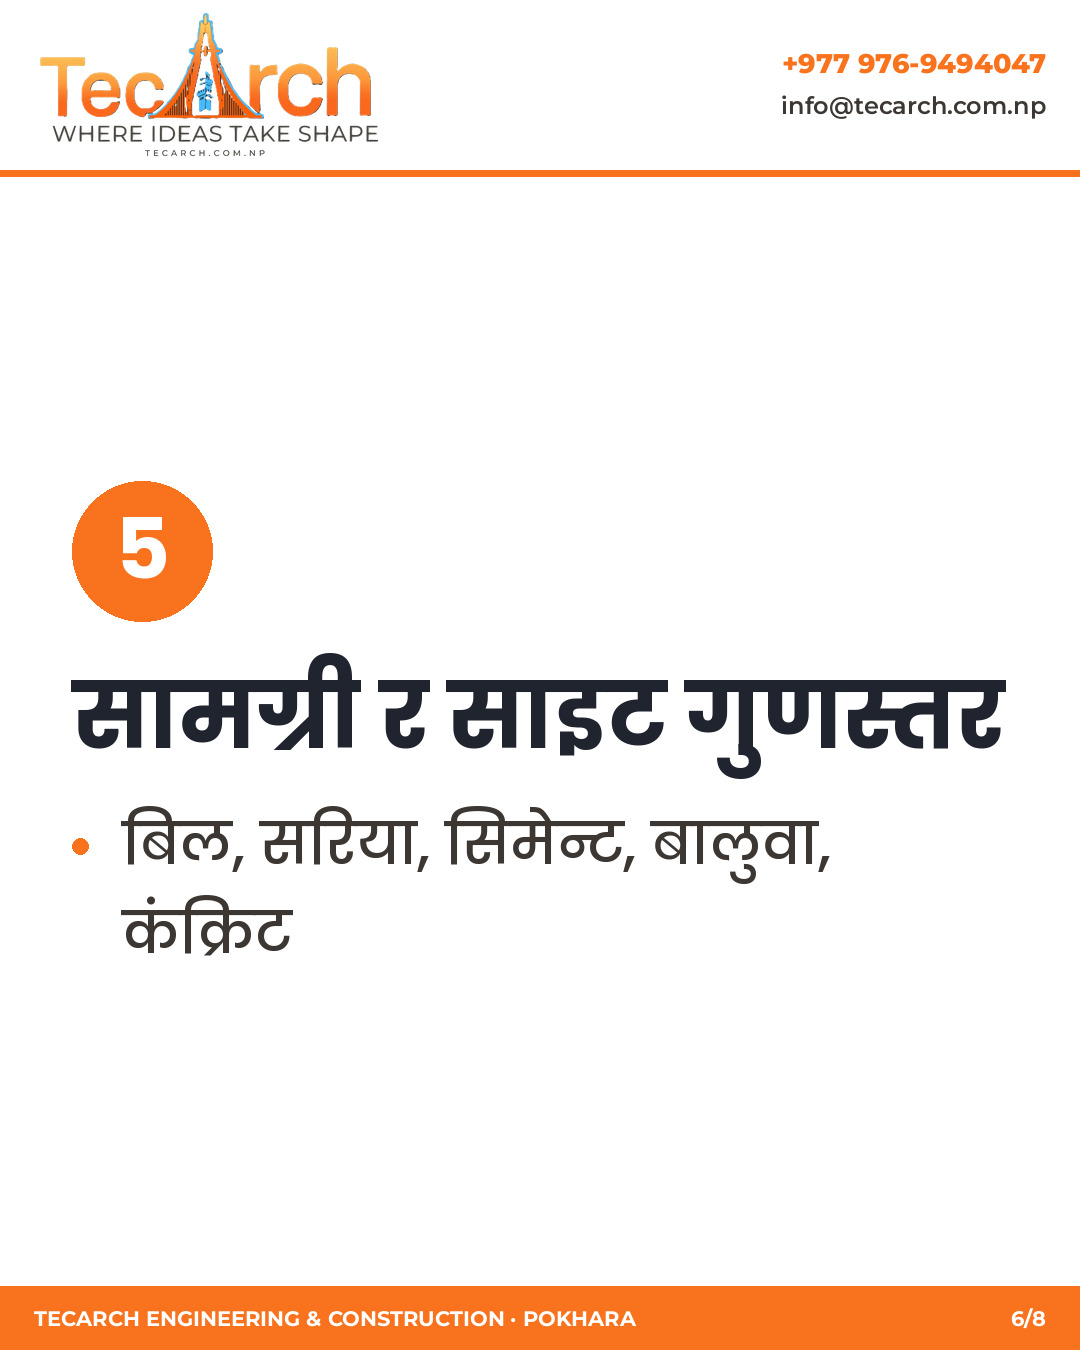 TecArch
WHERE IDEAS TAKE SHAPE
TECARCH.COM.NP
+977 976-9494047
info@tecarch.com.np
5
सामग्री र साइट गुणस्तर
• बिल, सरिया, सिमेन्ट, बालुवा,
कंक्रिट
TECARCH ENGINEERING & CONSTRUCTION · POKHARA
6/8